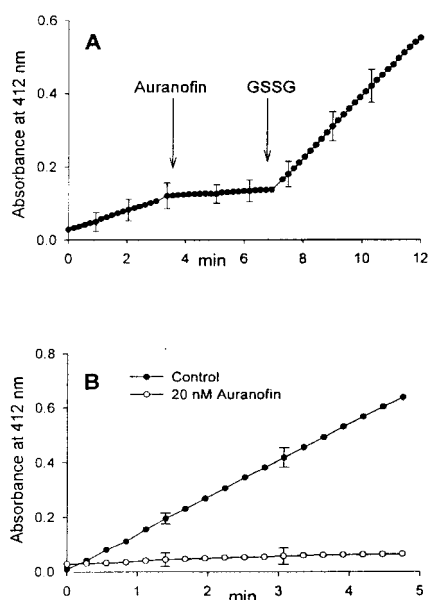 A
Absorbance at 412 nm
0.6
0.4
0.2
0.0
Auranofin
GSSG
0 2 4 6 8 10 12
min
B
Absorbance at 412 nm
0.8
0.6
0.4
0.2
0.0
Control
20 nM Auranofin
0 1 2 3 4 5
min